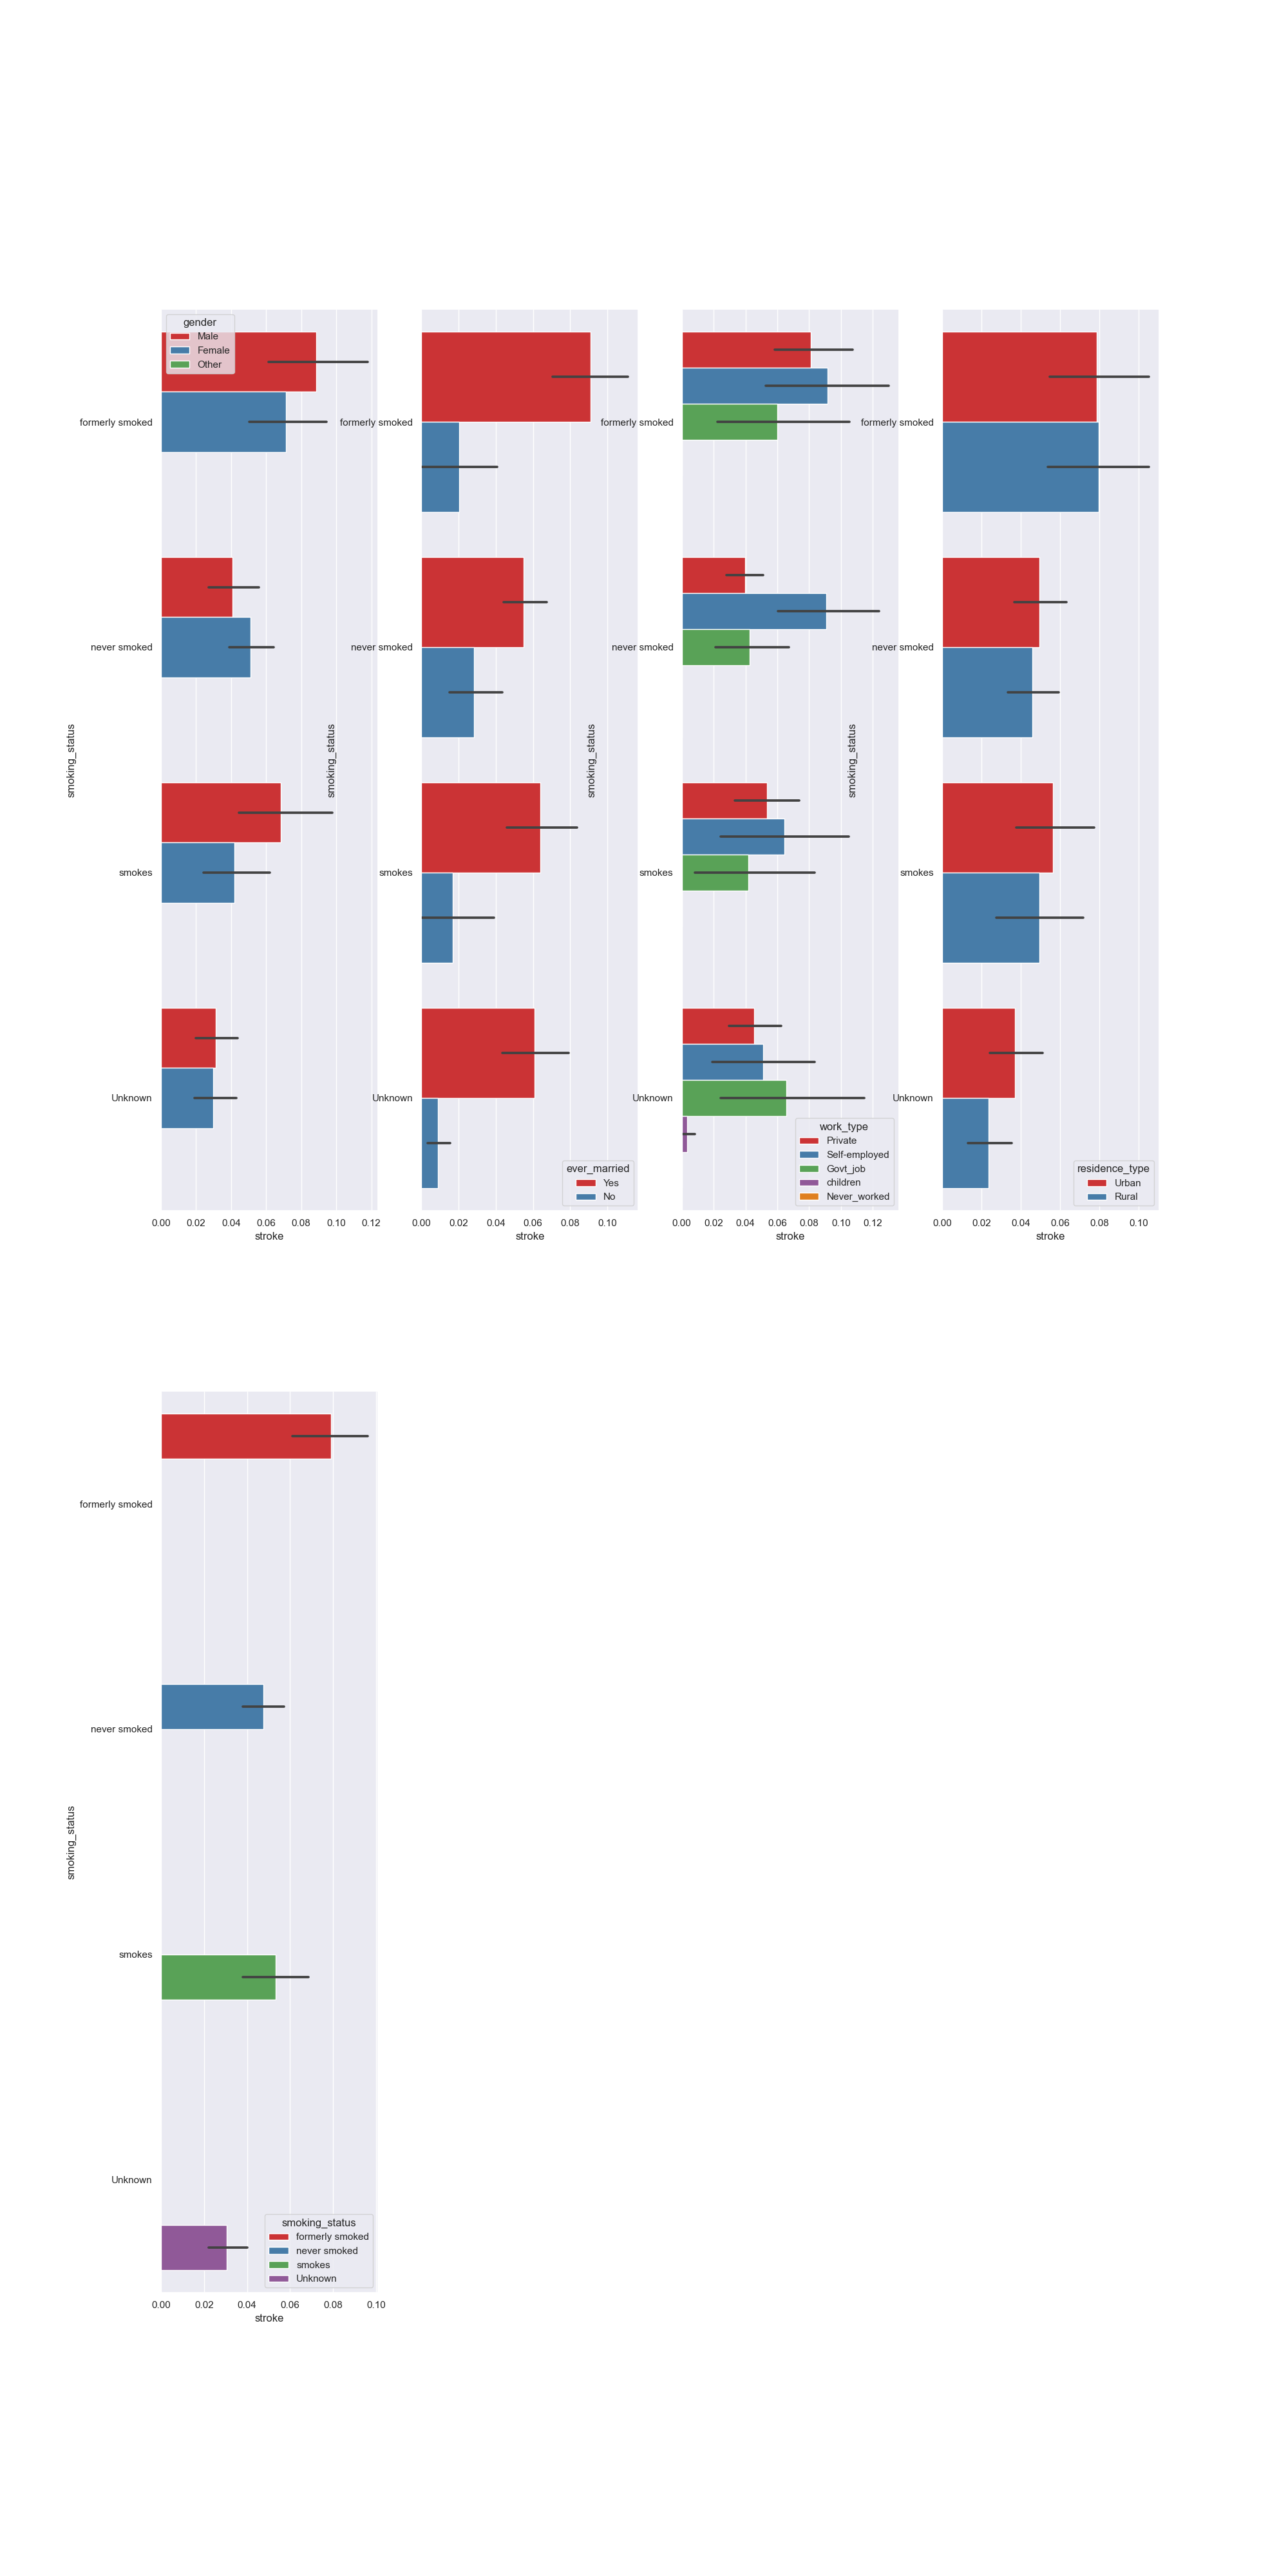 gender
Male
Female
Other
formerly smoked
never smoked
smokes
Unknown
smoking_status
0.00 0.02 0.04 0.06 0.08 0.10 0.12
stroke
formerly smoked
never smoked
smokes
Unknown
smoking_status
ever_married
Yes
No
0.00 0.02 0.04 0.06 0.08 0.10
stroke
formerly smoked
never smoked
smokes
Unknown
smoking_status
work_type
Private
Self-employed
Govt_job
children
Never_worked
0.00 0.02 0.04 0.06 0.08 0.10 0.12
stroke
formerly smoked
never smoked
smokes
Unknown
smoking_status
residence_type
Urban
Rural
0.00 0.02 0.04 0.06 0.08 0.10
stroke
formerly smoked
never smoked
smokes
Unknown
smoking_status
smoking_status
formerly smoked
never smoked
smokes
Unknown
0.00 0.02 0.04 0.06 0.08 0.10
stroke